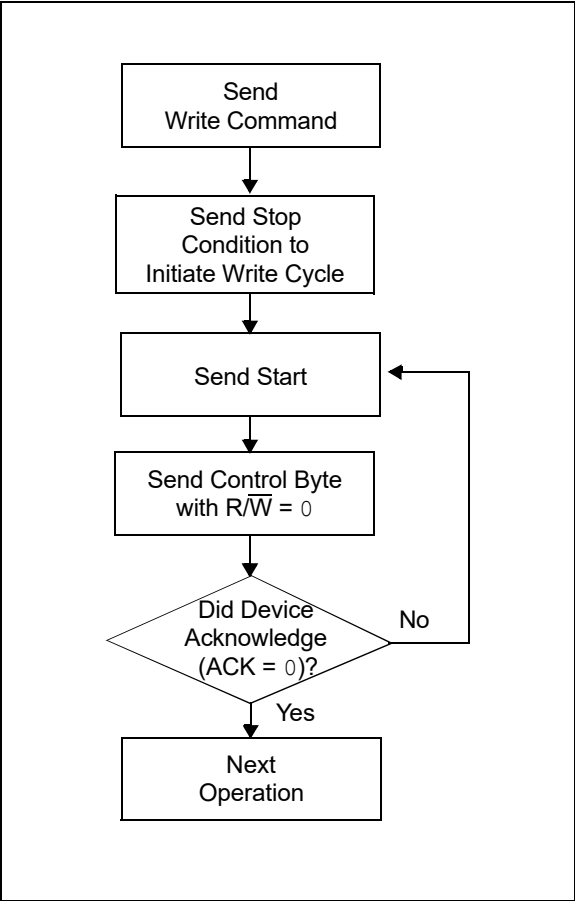 Send
Write Command
Send Stop
Condition to
Initiate Write Cycle
Send Start
Send Control Byte
with R/W̅ = 0
Did Device
Acknowledge
(ACK = 0)?
No
Yes
Next
Operation